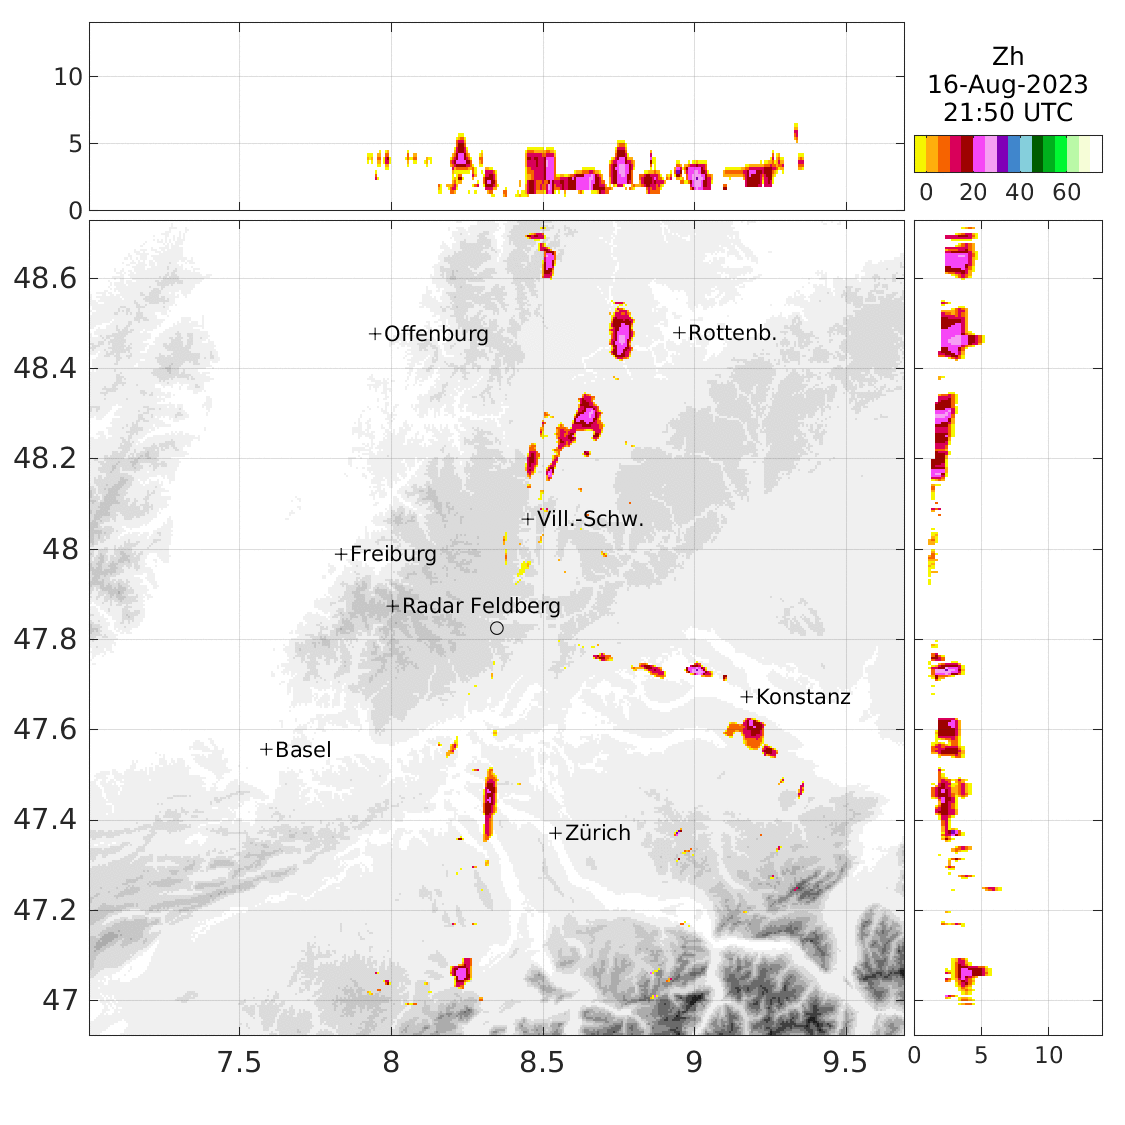 Zh
16-Aug-2023
21:50 UTC
0 20 40 60
10
5
0
48.6
Offenburg
Rottenb.
48.4
48.2
Vill.-Schw.
48
Freiburg
Radar Feldberg
47.8
Konstanz
47.6
Basel
47.4
Zürich
47.2
47
7.5 8 8.5 9 9.5
0 5 10